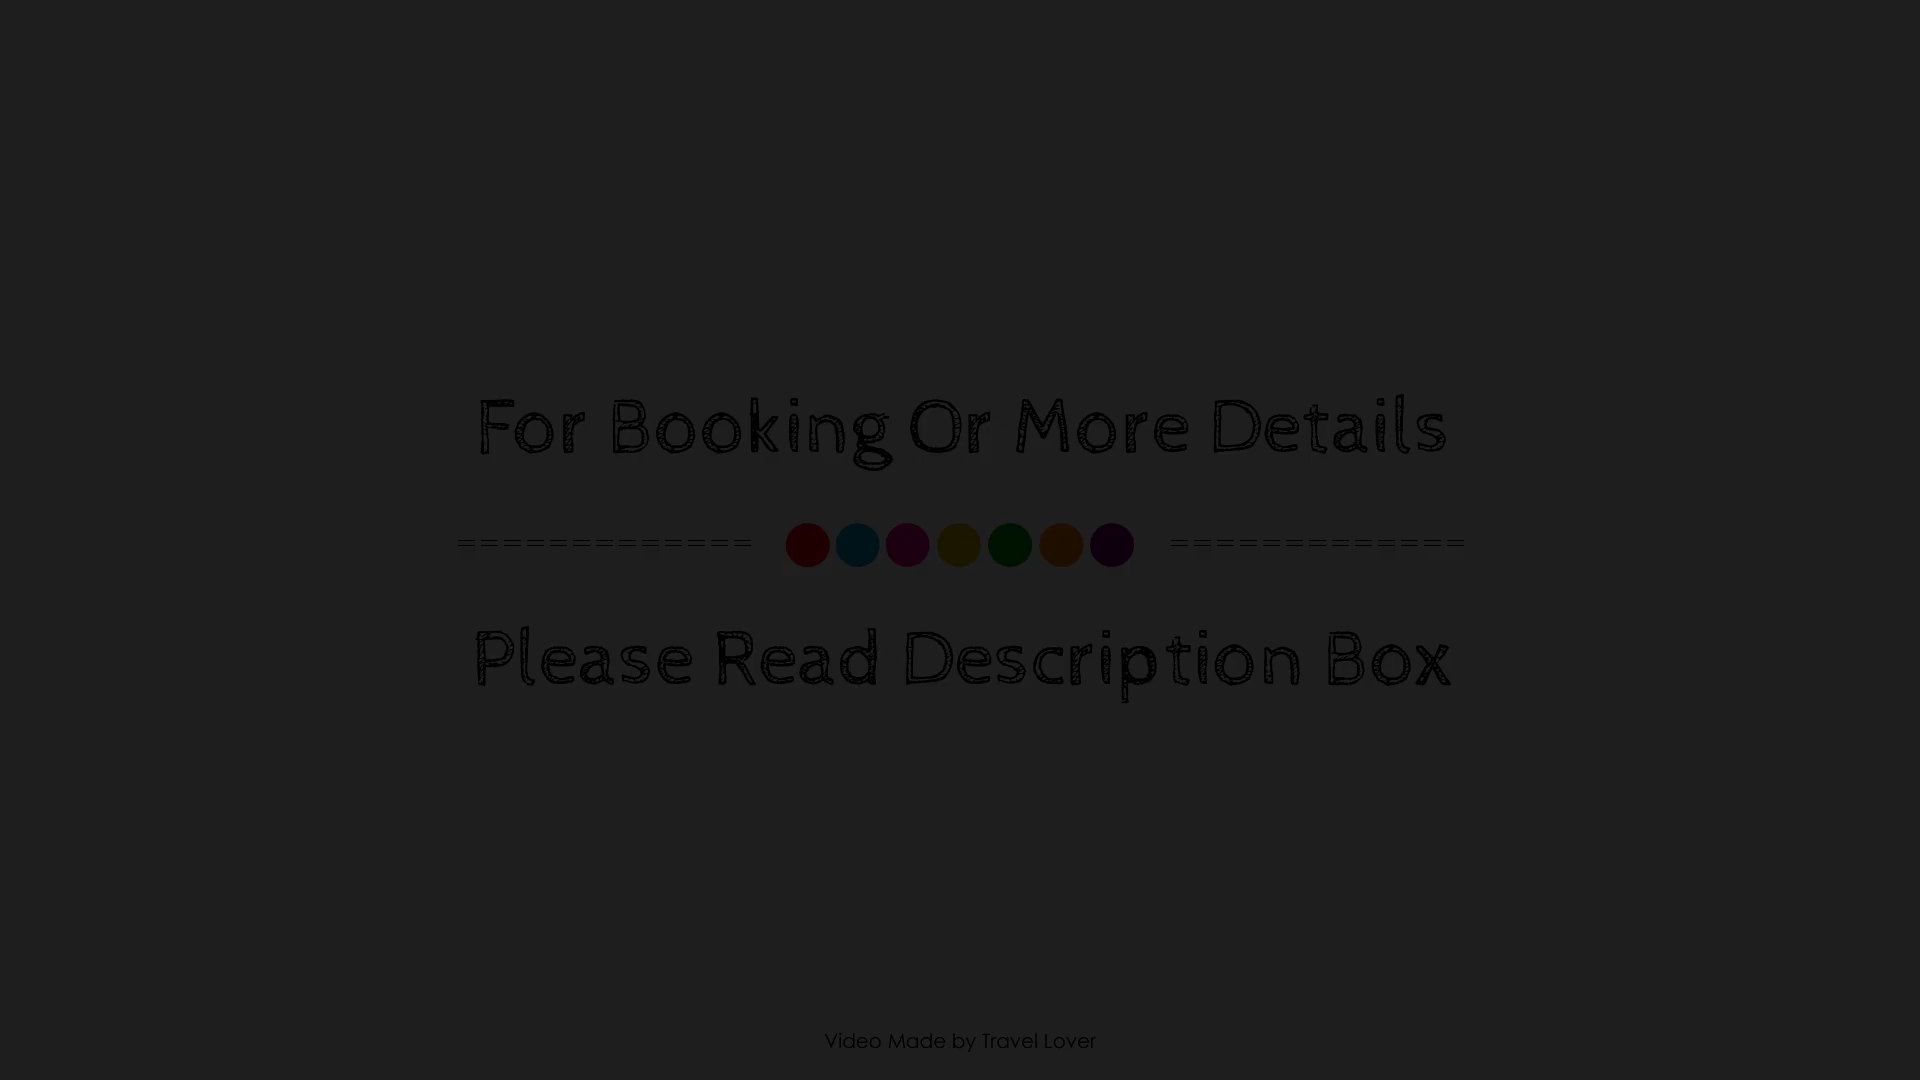 For Booking Or More Details
============= =============
Please Read Description Box
Video Made by Travel Lover